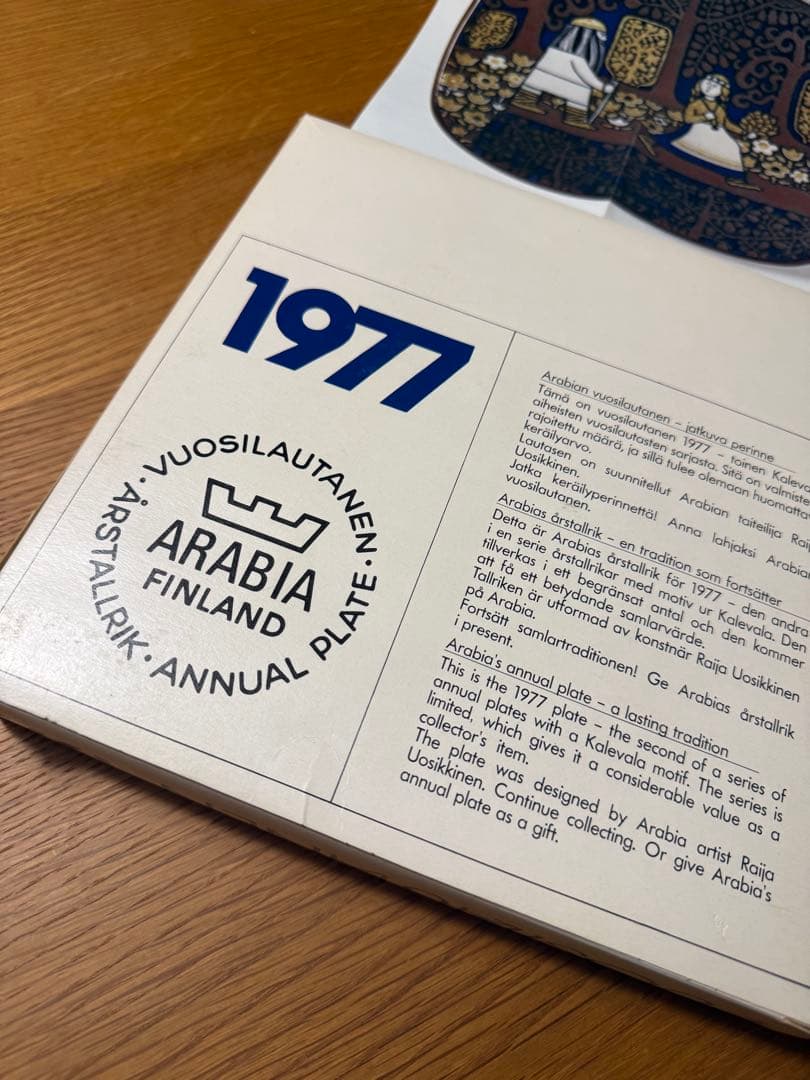 1977
VUOSILAUTANEN · ÅRSTALLRIK · ANNUAL PLATE ·
ARABIA
FINLAND
Arabian vuosilautanen – jatkuva perinne
Tämä on vuosilautanen 1977 – toinen Kaleva
aiheisten vuosilautasten sarjasta. Sitä on valmiste
rajoitettu määrä, ja sillä tulee olemaan huomatta
keräilyarvo.
Lautasen on suunnitellut Arabian taiteilija Raij
Uosikkinen.
Jatka keräilyperinnettä! Anna lahjaksi Arabian
vuosilautanen.
Arabias årstallrik – en tradition som fortsätter
Detta är Arabias årstallrik för 1977 – den andra
i en serie årstallrikar med motiv ur Kalevala. Den
tillverkas i ett begränsat antal och den kommer
att få ett betydande samlarvärde.
Tallriken är utformad av konstnär Raija Uosikkinen
på Arabia.
Fortsätt samlartraditionen! Ge Arabias årstallrik
i present.
Arabia's annual plate – a lasting tradition
This is the 1977 plate – the second of a series of
annual plates with a Kalevala motif. The series is
limited, which gives it a considerable value as a
collector's item.
The plate was designed by Arabia artist Raija
Uosikkinen. Continue collecting. Or give Arabia's
annual plate as a gift.